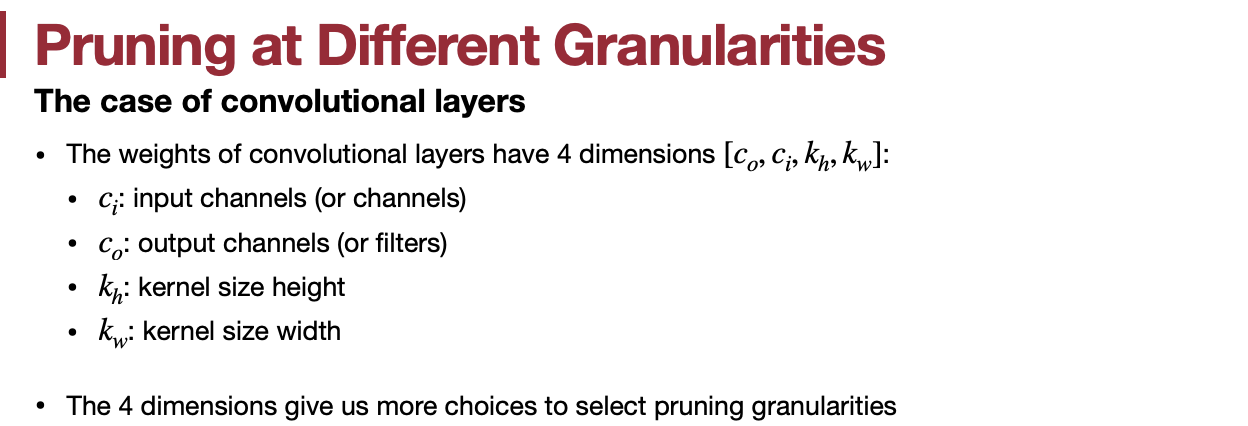 Pruning at Different Granularities
The case of convolutional layers
• The weights of convolutional layers have 4 dimensions [c_o, c_i, k_h, k_w]:
• c_i: input channels (or channels)
• c_o: output channels (or filters)
• k_h: kernel size height
• k_w: kernel size width
• The 4 dimensions give us more choices to select pruning granularities